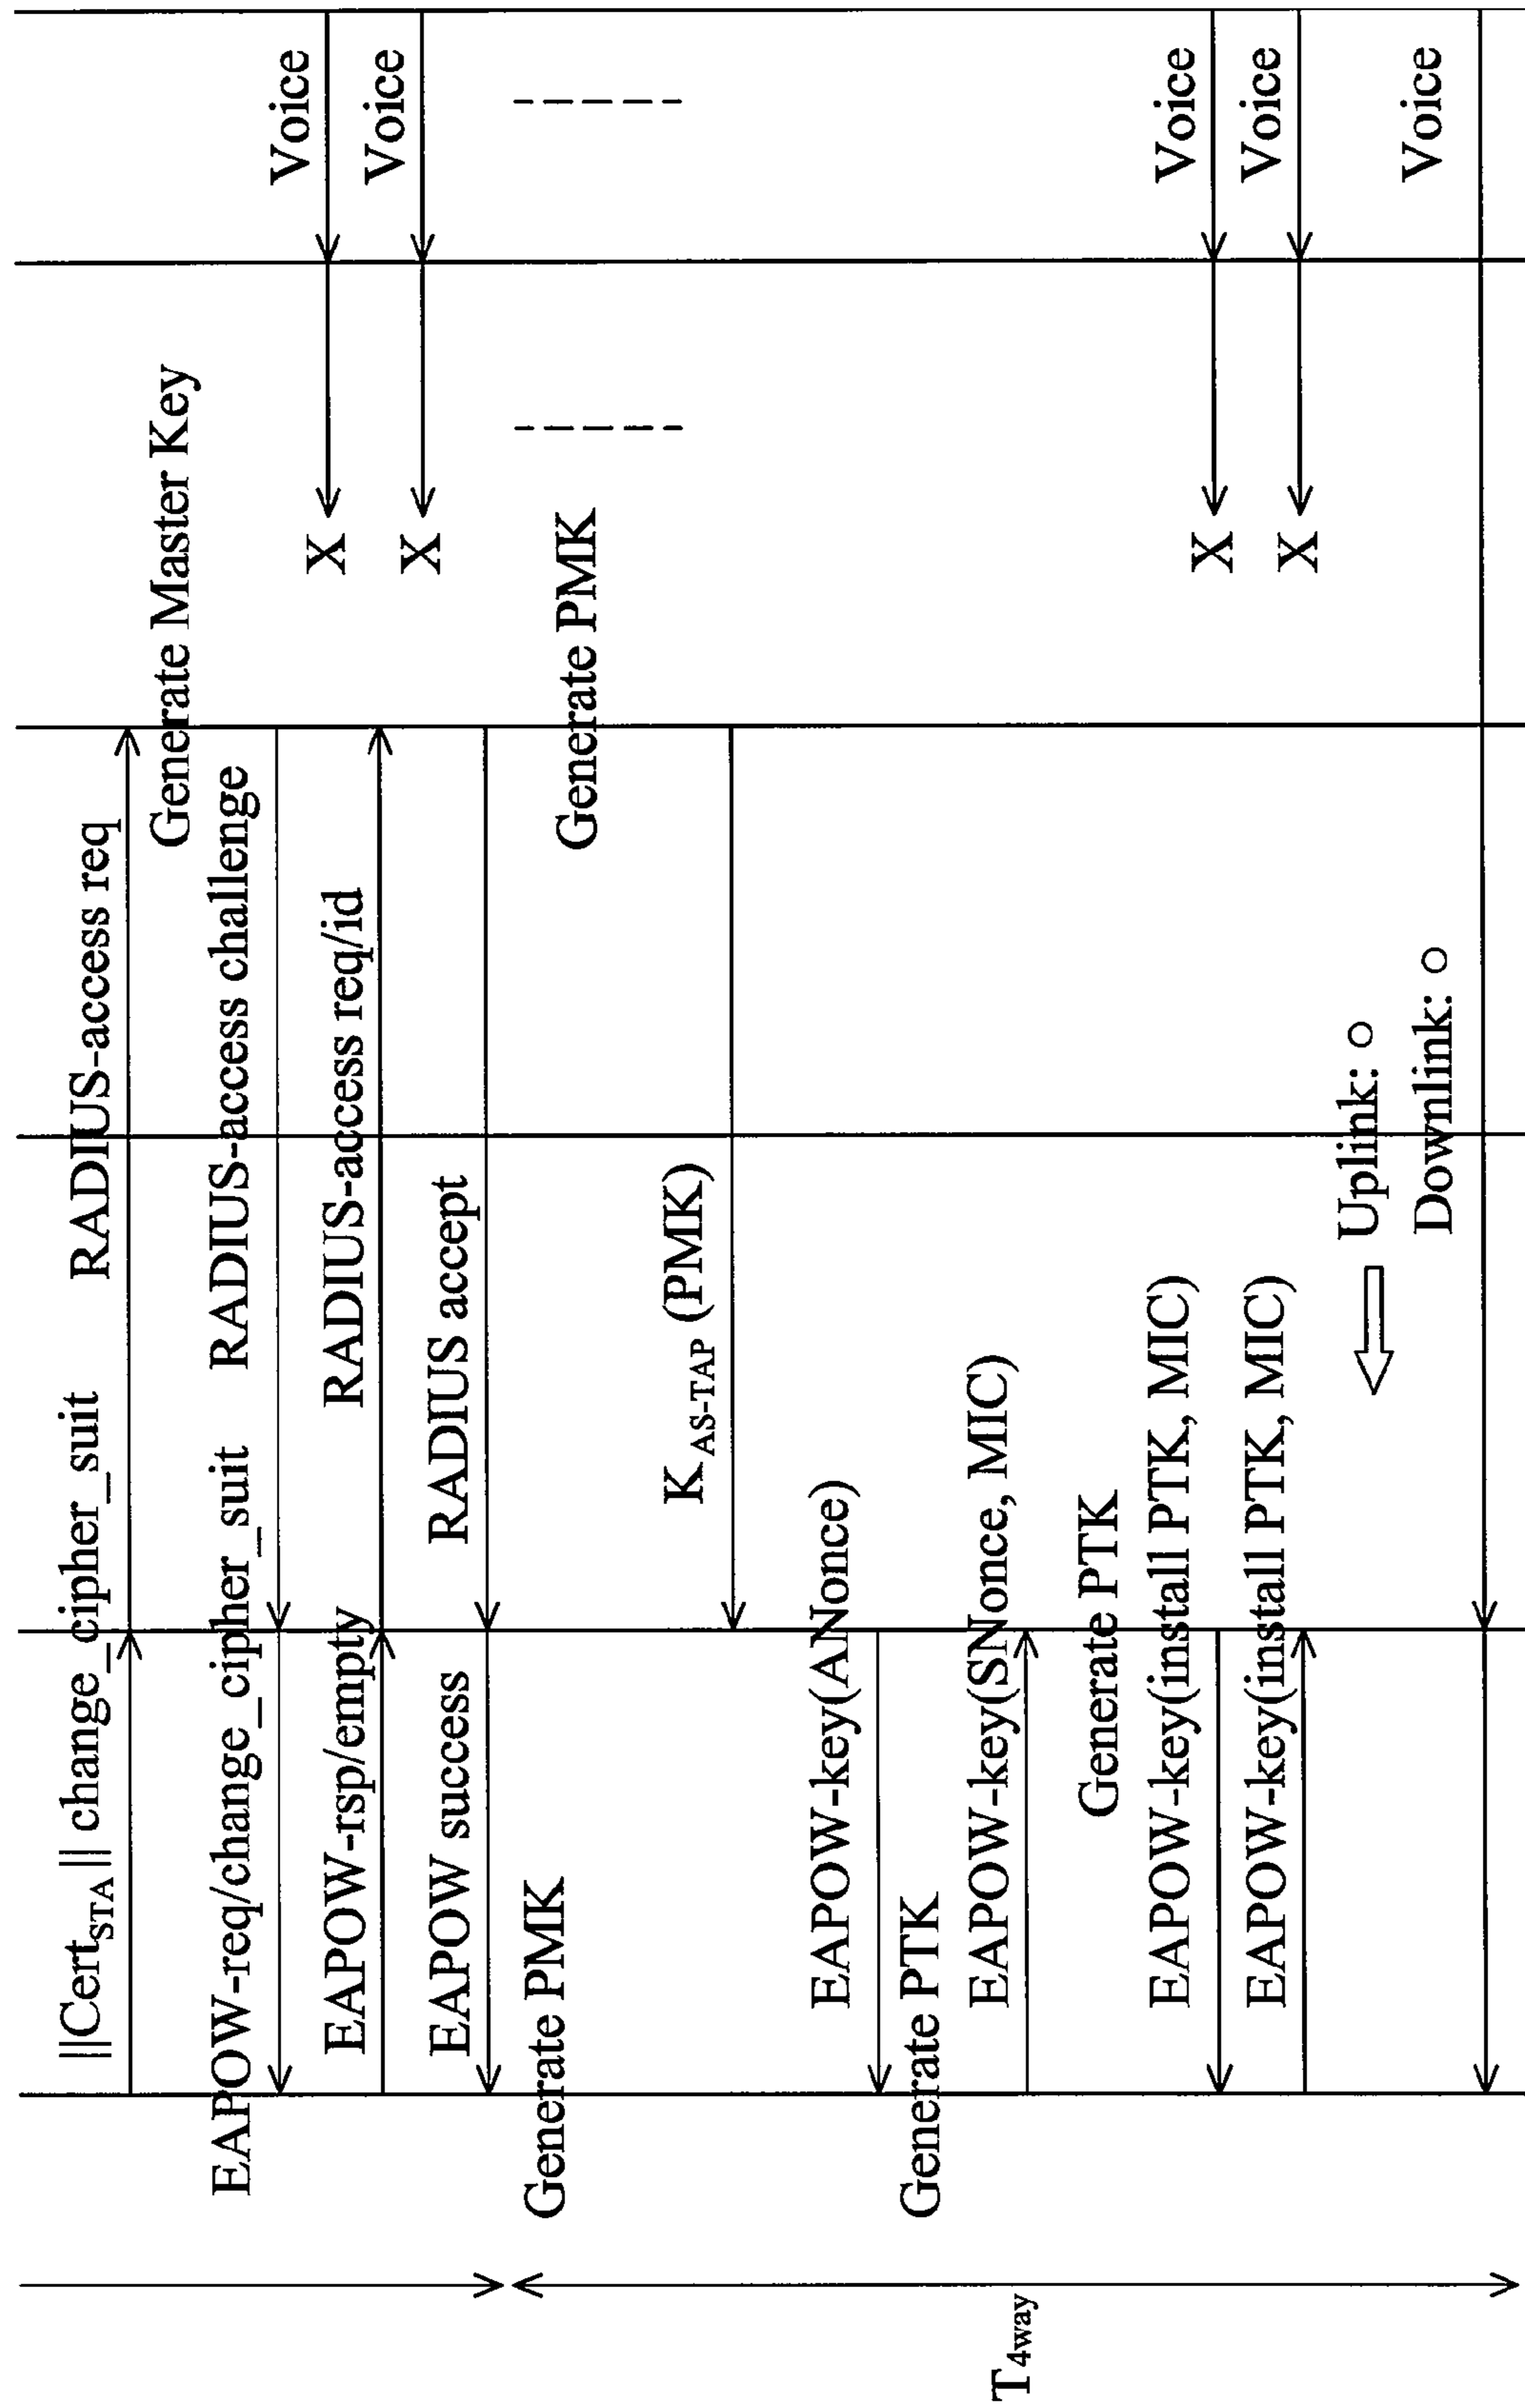 ||Cert_STA|| change_cipher_suit
RADIUS-access req
Generate Master Key
EAPOW-req/change_cipher_suit
RADIUS-access challenge
Voice
X
EAPOW-rsp/empty
RADIUS-access req/id
Voice
X
EAPOW success
RADIUS accept
Generate PMK
Generate PMK
K AS-TAP (PMK)
EAPOW-key(ANonce)
Generate PTK
EAPOW-key(SNonce, MIC)
T4way
Generate PTK
EAPOW-key(install PTK, MIC)
Voice
X
EAPOW-key(install PTK, MIC)
Voice
X
Uplink: ○
Downlink: ○
Voice